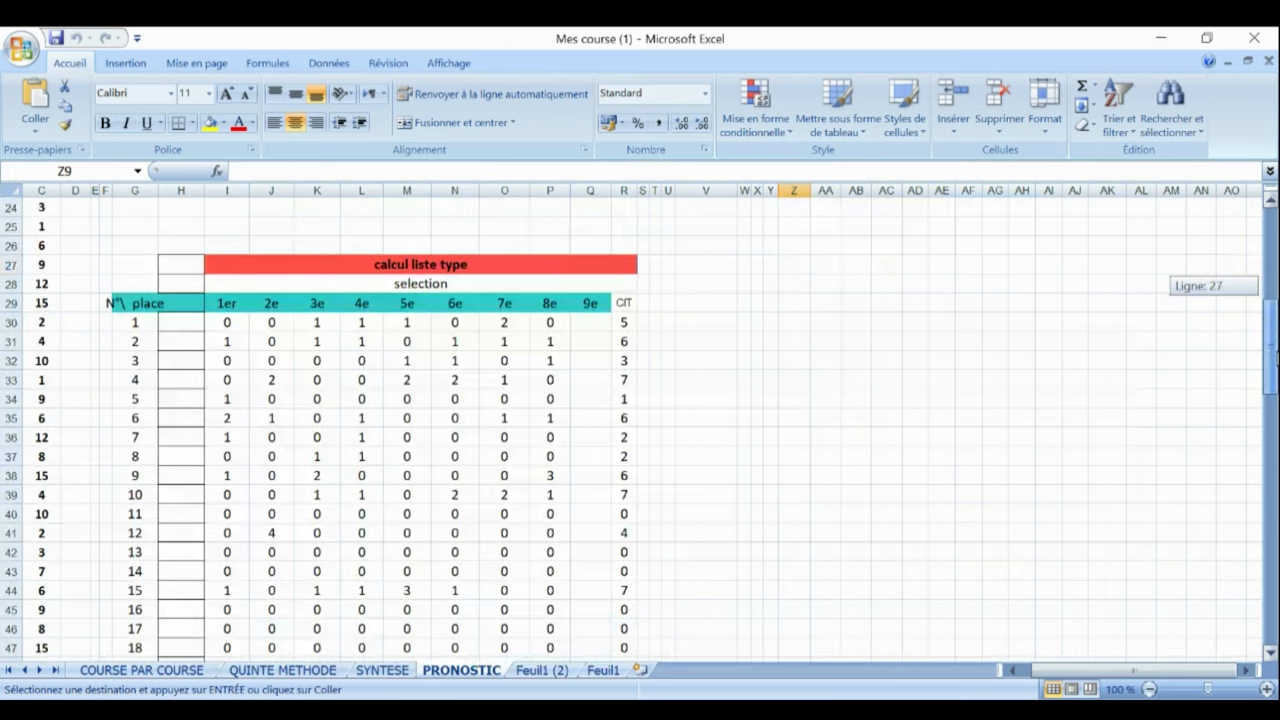 Mes course (1) - Microsoft Excel
Accueil Insertion Mise en page Formules Données Révision Affichage
Calibri 11 A A Renvoyer à la ligne automatiquement Standard Σ
Coller G I U A Fusionner et centrer % Mise en forme conditionnelle Mettre sous forme de tableau Styles de cellules Insérer Supprimer Format Trier et filtrer Rechercher et sélectionner
Presse-papiers Police Alignement Nombre Style Cellules Édition
Z9 fx
C D E F G H I J K L M N O P Q R S T U V W X Y Z AA AB AC AD AE AF AG AH AI AJ AK AL AM AN AO
24 3
25 1
26 6
27 9 calcul liste type
28 12 selection Ligne: 27
29 15 N°\ place 1er 2e 3e 4e 5e 6e 7e 8e 9e CIT
30 2 1 0 0 1 1 1 0 2 0 5
31 4 2 1 0 1 1 0 1 1 1 6
32 10 3 0 0 0 0 1 1 0 1 3
33 1 4 0 2 0 0 2 2 1 0 7
34 9 5 1 0 0 0 0 0 0 0 1
35 6 6 2 1 0 1 0 0 1 1 6
36 12 7 1 0 0 1 0 0 0 0 2
37 8 8 0 0 1 1 0 0 0 0 2
38 15 9 1 0 2 0 0 0 0 3 6
39 4 10 0 0 1 1 0 2 2 1 7
40 10 11 0 0 0 0 0 0 0 0 0
41 2 12 0 4 0 0 0 0 0 0 4
42 3 13 0 0 0 0 0 0 0 0 0
43 7 14 0 0 0 0 0 0 0 0 0
44 6 15 1 0 1 1 3 1 0 0 7
45 9 16 0 0 0 0 0 0 0 0 0
46 8 17 0 0 0 0 0 0 0 0 0
47 15 18 0 0 0 0 0 0 0 0 0
COURSE PAR COURSE QUINTE METHODE SYNTESE PRONOSTIC Feuil1 (2) Feuil1
Sélectionnez une destination et appuyez sur ENTRÉE ou cliquez sur Coller 100 %